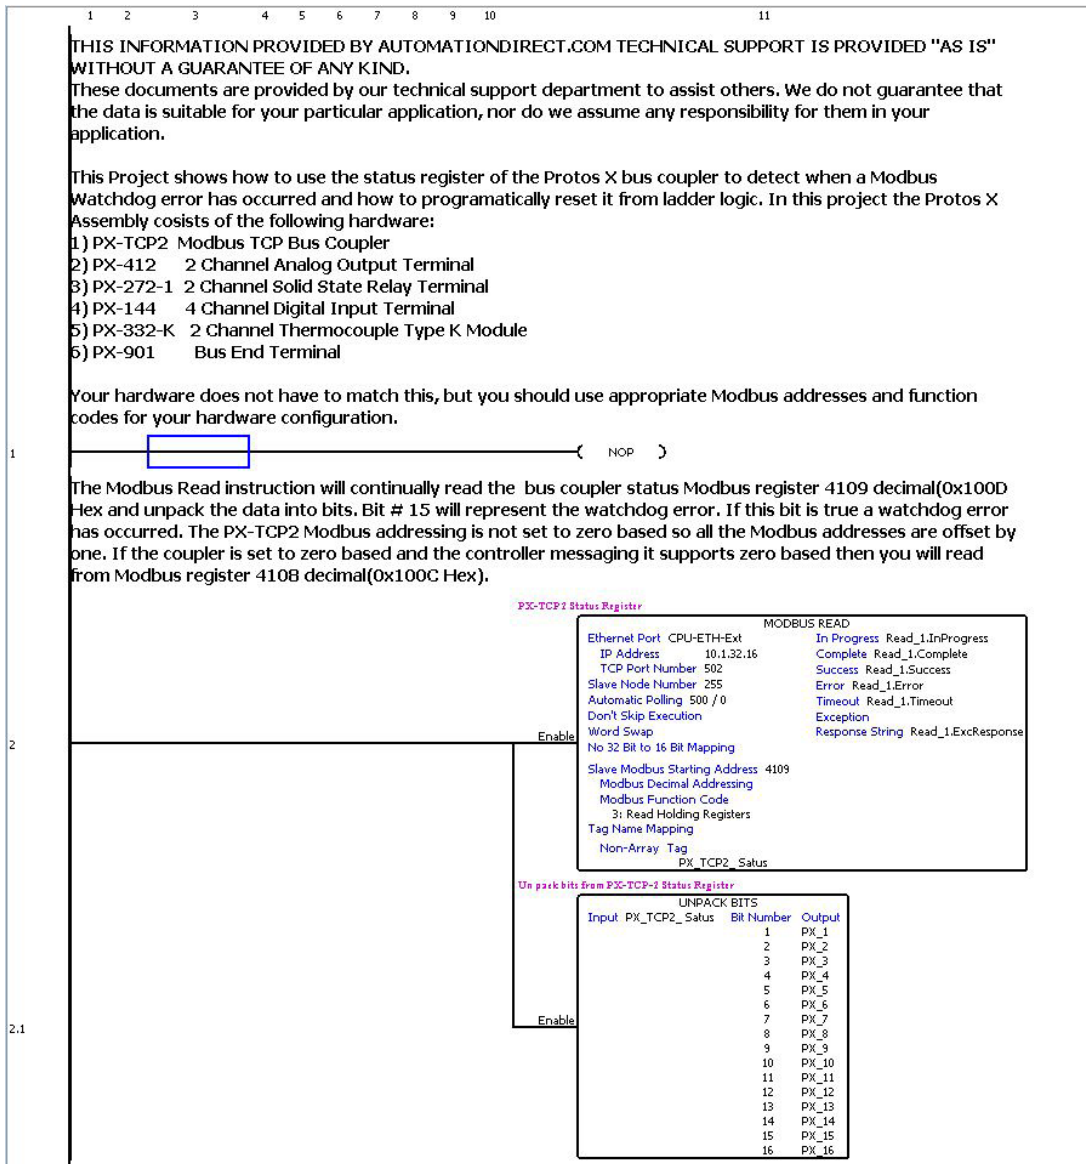 1 2 3 4 5 6 7 8 9 10 11
THIS INFORMATION PROVIDED BY AUTOMATIONDIRECT.COM TECHNICAL SUPPORT IS PROVIDED "AS IS"
WITHOUT A GUARANTEE OF ANY KIND.
These documents are provided by our technical support department to assist others. We do not guarantee that
the data is suitable for your particular application, nor do we assume any responsibility for them in your
application.
This Project shows how to use the status register of the Protos X bus coupler to detect when a Modbus
Watchdog error has occurred and how to programatically reset it from ladder logic. In this project the Protos X
Assembly cosists of the following hardware:
1) PX-TCP2 Modbus TCP Bus Coupler
2) PX-412 2 Channel Analog Output Terminal
3) PX-272-1 2 Channel Solid State Relay Terminal
4) PX-144 4 Channel Digital Input Terminal
5) PX-332-K 2 Channel Thermocouple Type K Module
6) PX-901 Bus End Terminal
Your hardware does not have to match this, but you should use appropriate Modbus addresses and function
codes for your hardware configuration.
1
NOP
The Modbus Read instruction will continually read the bus coupler status Modbus register 4109 decimal(0x100D
Hex and unpack the data into bits. Bit # 15 will represent the watchdog error. If this bit is true a watchdog error
has occurred. The PX-TCP2 Modbus addressing is not set to zero based so all the Modbus addresses are offset by
one. If the coupler is set to zero based and the controller messaging it supports zero based then you will read
from Modbus register 4108 decimal(0x100C Hex).
PX-TCP2 Status Register
MODBUS READ
Ethernet Port CPU-ETH-Ext In Progress Read_1.InProgress
IP Address 10.1.32.16 Complete Read_1.Complete
TCP Port Number 502 Success Read_1.Success
Slave Node Number 255 Error Read_1.Error
Automatic Polling 500 / 0 Timeout Read_1.Timeout
Don't Skip Execution Exception
Word Swap Response String Read_1.ExcResponse
2 Enable
No 32 Bit to 16 Bit Mapping
Slave Modbus Starting Address 4109
Modbus Decimal Addressing
Modbus Function Code
3: Read Holding Registers
Tag Name Mapping
Non-Array Tag
PX_TCP2_ Satus
Un pack bits from PX-TCP-2 Status Register
UNPACK BITS
Input PX_TCP2_ Satus Bit Number Output
1 PX_1
2 PX_2
3 PX_3
4 PX_4
5 PX_5
6 PX_6
7 PX_7
2.1 Enable
8 PX_8
9 PX_9
10 PX_10
11 PX_11
12 PX_12
13 PX_13
14 PX_14
15 PX_15
16 PX_16